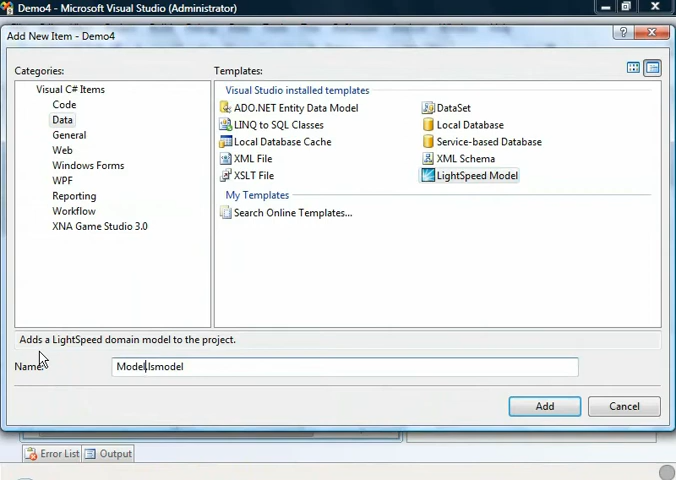 Demo4 - Microsoft Visual Studio (Administrator)
Add New Item - Demo4
Categories:
Templates:
Visual C# Items
Code
Data
General
Web
Windows Forms
WPF
Reporting
Workflow
XNA Game Studio 3.0
Visual Studio installed templates
ADO.NET Entity Data Model
DataSet
LINQ to SQL Classes
Local Database
Local Database Cache
Service-based Database
XML File
XML Schema
XSLT File
LightSpeed Model
My Templates
Search Online Templates...
Adds a LightSpeed domain model to the project.
Name:
Model.lsmodel
Add
Cancel
Error List
Output